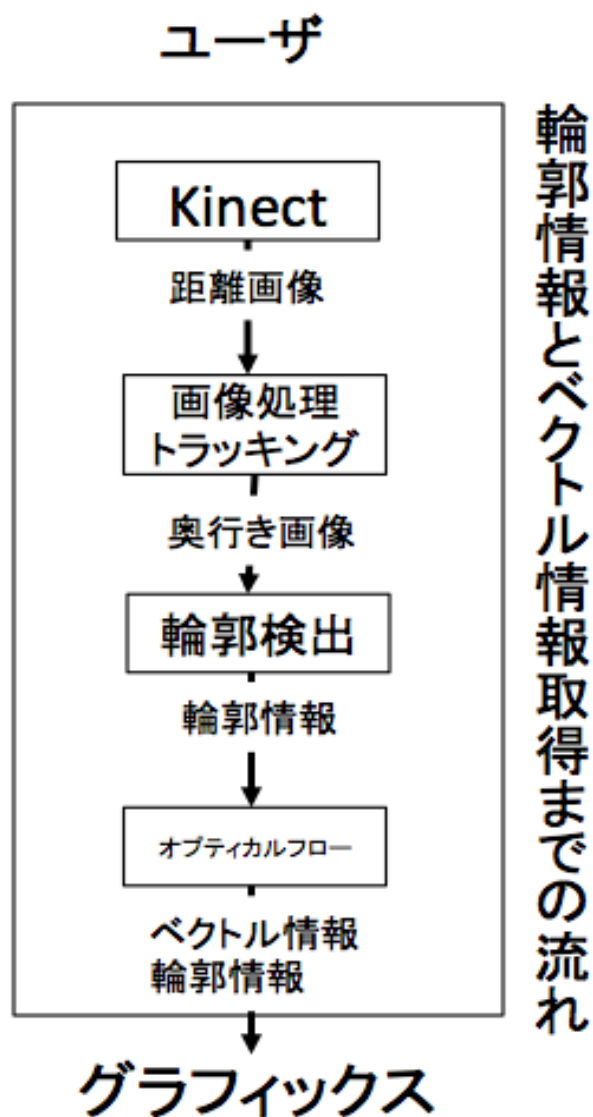 ユーザ
Kinect
距離画像
画像処理
トラッキング
奥行き画像
輪郭検出
輪郭情報
オプティカルフロー
ベクトル情報
輪郭情報
グラフィックス
輪郭情報とベクトル情報取得までの流れ